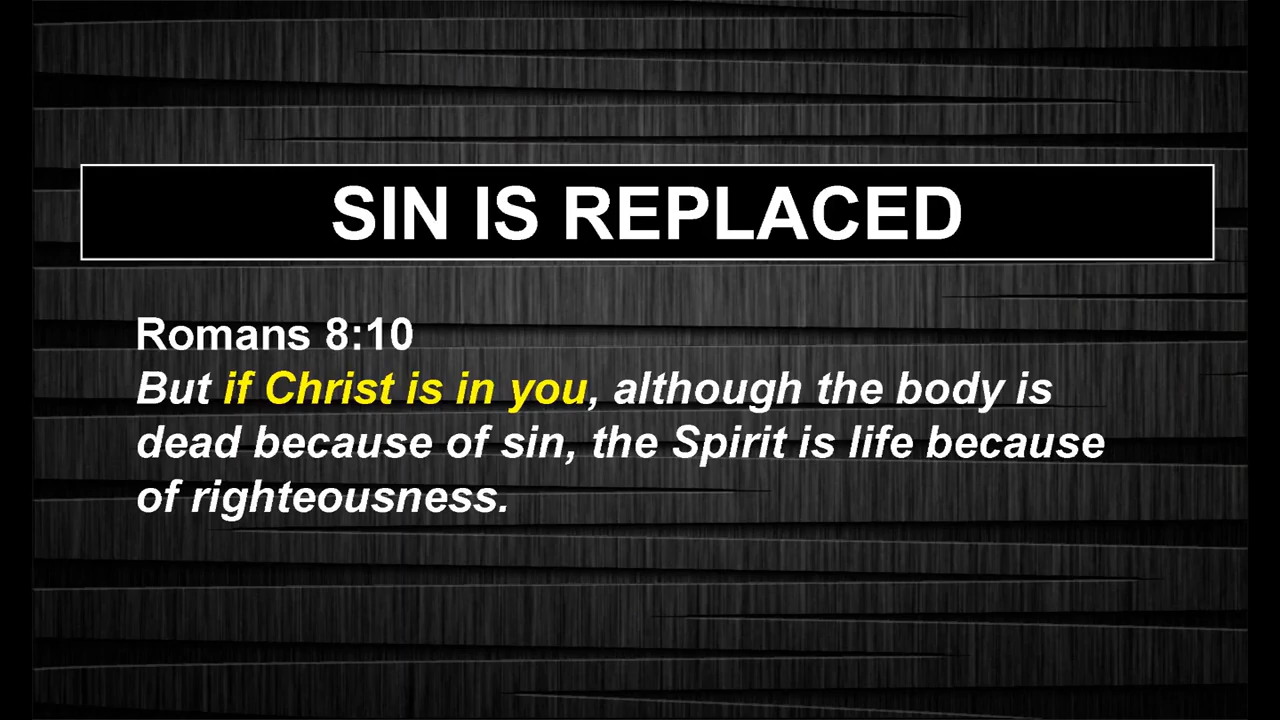 SIN IS REPLACED
Romans 8:10
But if Christ is in you, although the body is
dead because of sin, the Spirit is life because
of righteousness.